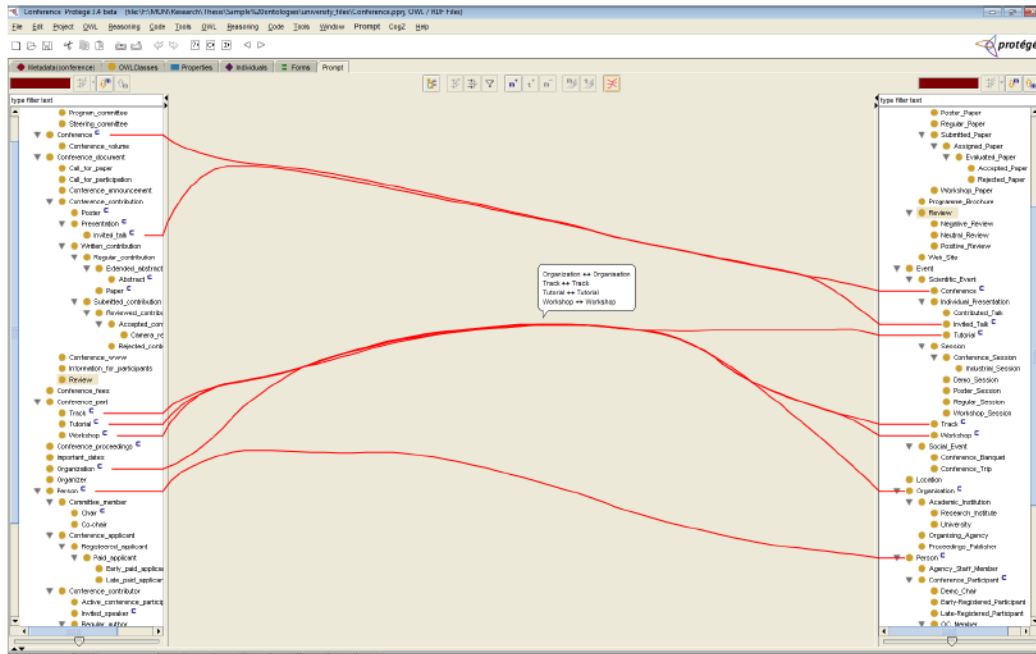 Conference Protégé 3.4 beta (file:\F:\MUN\Research\Thesis\Sample%20ontologies\university_files\Conference.pprj, OWL / RDF Files)
File Edit Project OWL Reasoning Code Tools OWL Reasoning Code Tools Window Prompt CogZ Help
protégé
Metadata(conference) OWLClasses Properties Individuals Forms Prompt
type filter text
Program_committee
Steering_committee
Conference C
Conference_volume
Conference_document
Call_for_paper
Call_for_participation
Conference_announcement
Conference_contribution
Poster C
Presentation C
Invited_talk C
Written_contribution
Regular_contribution
Extended_abstract
Abstract C
Paper C
Submitted_contribution
Reviewed_contribu
Accepted_con
Camera_re
Rejected_cont
Conference_www
Information_for_participants
Review
Conference_fees
Conference_part
Track C
Tutorial C
Workshop C
Conference_proceedings C
Important_dates
Organization C
Organizer
Person C
Committee_member
Chair C
Co-chair
Conference_applicant
Registered_applicant
Paid_applicant
Early_paid_applica
Late_paid_applican
Conference_contributor
Active_conference_particip
Invited_speaker C
Regular_author
Organization ↔ Organisation
Track ↔ Track
Tutorial ↔ Tutorial
Workshop ↔ Workshop
type filter text
Poster_Paper
Regular_Paper
Submitted_Paper
Assigned_Paper
Evaluated_Paper
Accepted_Paper
Rejected_Paper
Workshop_Paper
Programme_Brochure
Review
Negative_Review
Neutral_Review
Positive_Review
Web_Site
Event
Scientific_Event
Conference C
Individual_Presentation
Contributed_Talk
Invited_Talk C
Tutorial C
Session
Conference_Session
Industrial_Session
Demo_Session
Poster_Session
Regular_Session
Workshop_Session
Track C
Workshop C
Social_Event
Conference_Banquet
Conference_Trip
Location
Organisation C
Academic_Institution
Research_Institute
University
Organising_Agency
Proceedings_Publisher
Person C
Agency_Staff_Member
Conference_Participant C
Demo_Chair
Early-Registered_Participant
Late-Registered_Participant
OC_Member